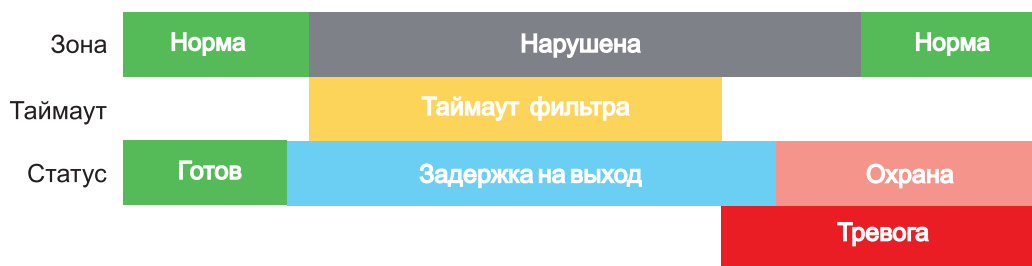 Зона Норма Нарушена Норма
Таймаут Таймаут фильтра
Статус Готов Задержка на выход Охрана
Тревога